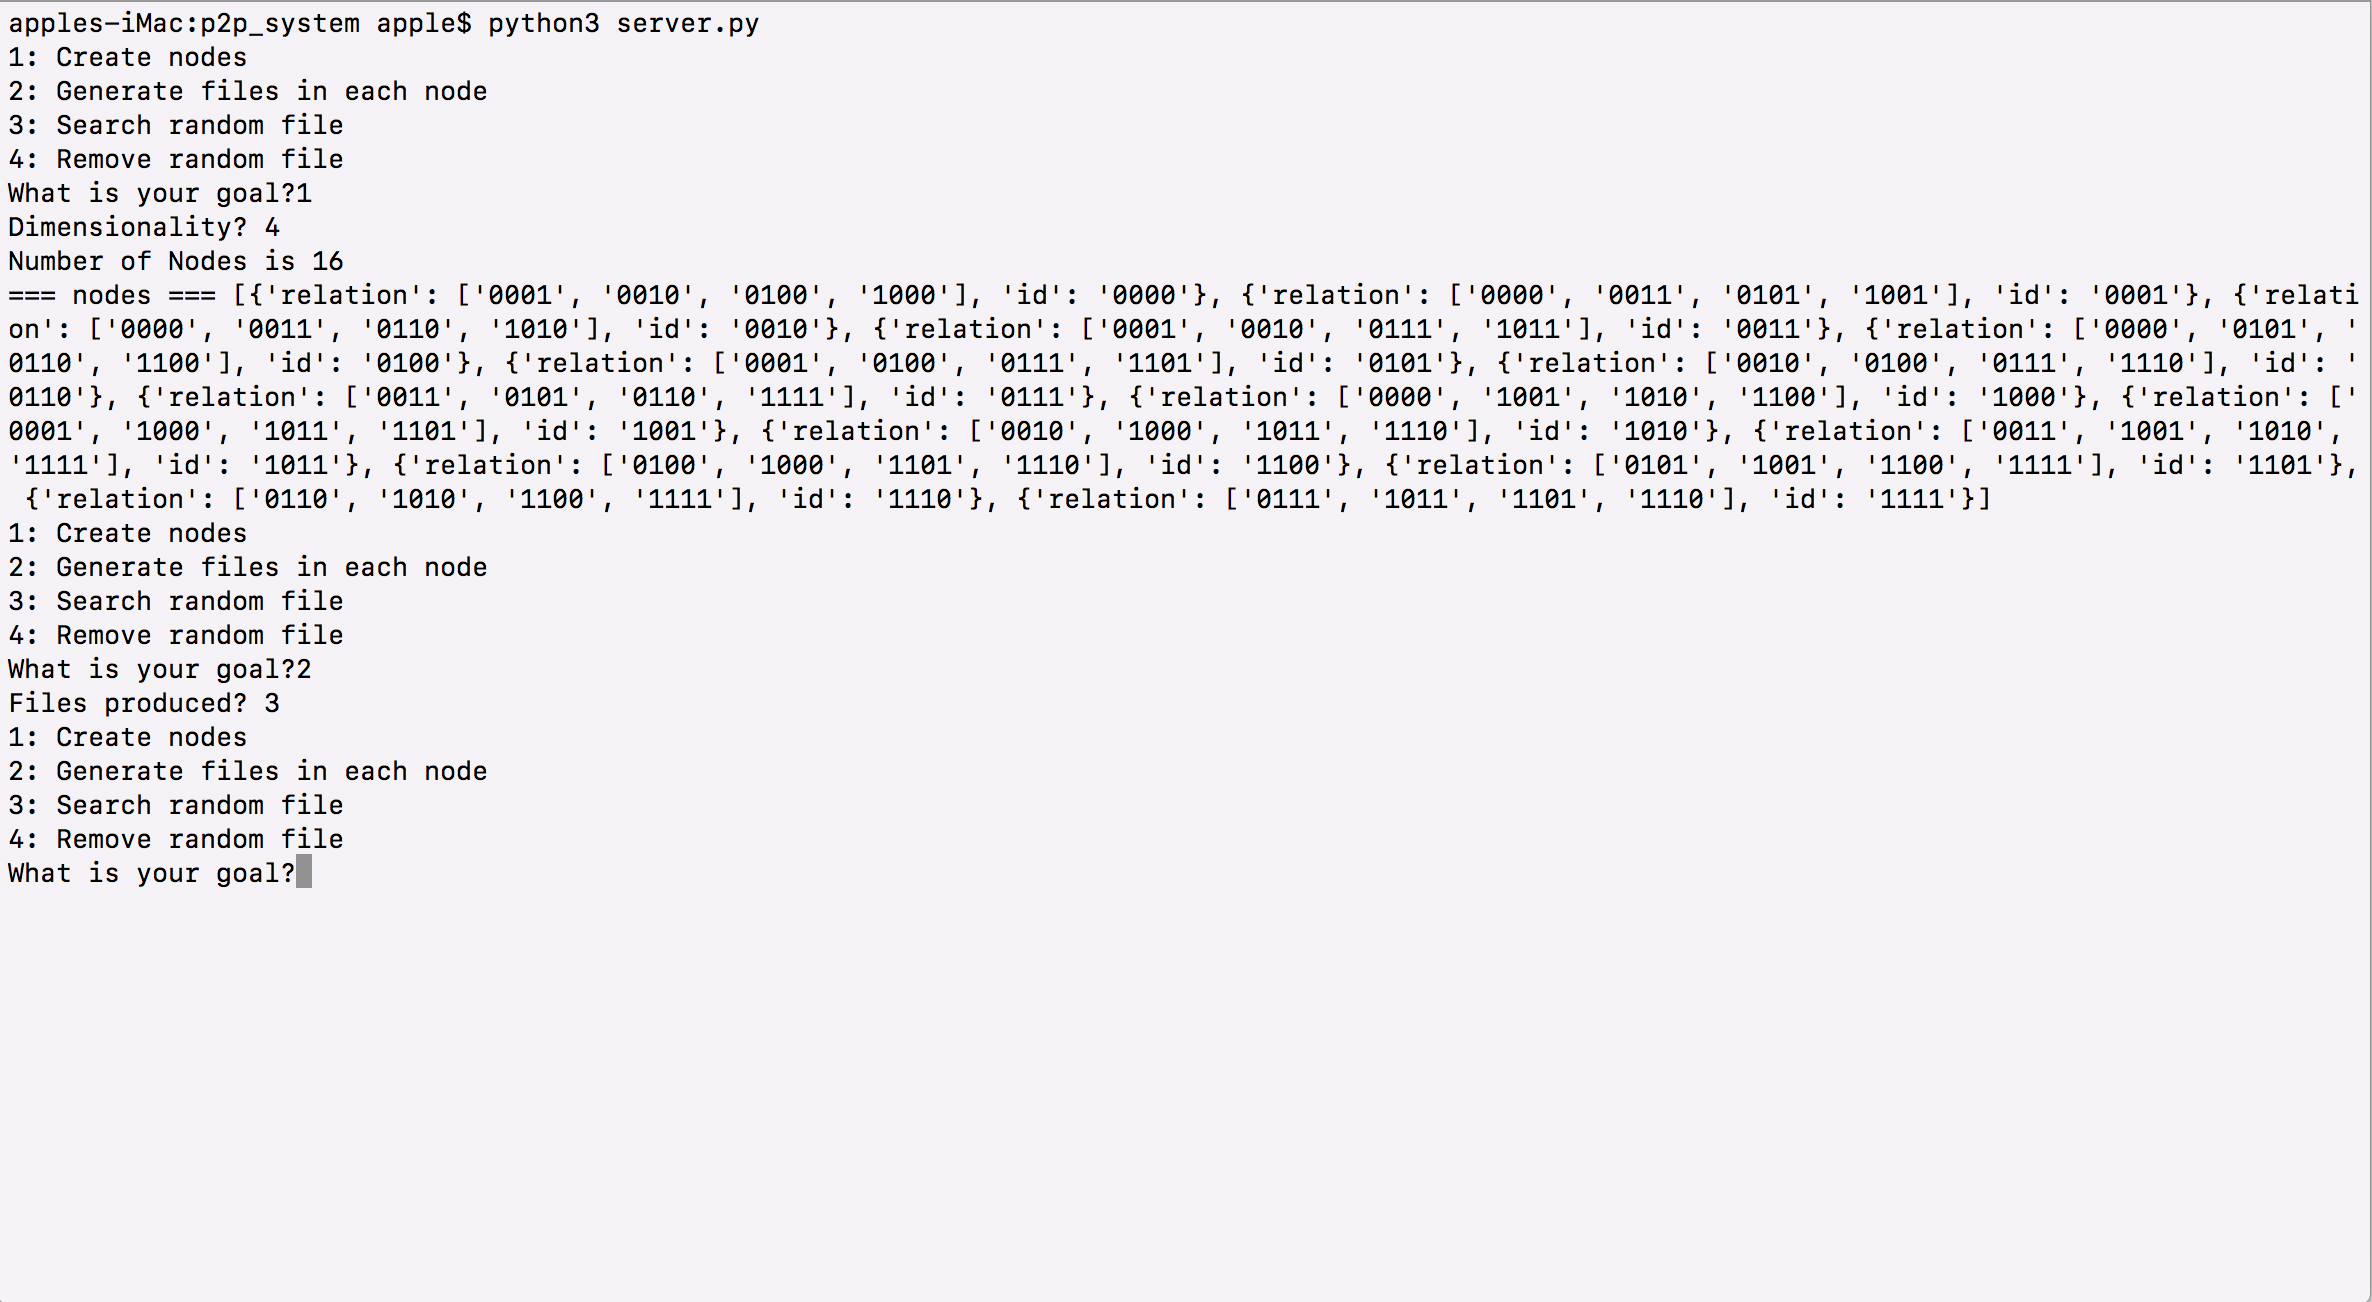 apples-iMac:p2p_system apple$ python3 server.py
1: Create nodes
2: Generate files in each node
3: Search random file
4: Remove random file
What is your goal?1
Dimensionality? 4
Number of Nodes is 16
=== nodes === [{'relation': ['0001', '0010', '0100', '1000'], 'id': '0000'}, {'relation': ['0000', '0011', '0101', '1001'], 'id': '0001'}, {'relati
on': ['0000', '0011', '0110', '1010'], 'id': '0010'}, {'relation': ['0001', '0010', '0111', '1011'], 'id': '0011'}, {'relation': ['0000', '0101', '
0110', '1100'], 'id': '0100'}, {'relation': ['0001', '0100', '0111', '1101'], 'id': '0101'}, {'relation': ['0010', '0100', '0111', '1110'], 'id': '
0110'}, {'relation': ['0011', '0101', '0110', '1111'], 'id': '0111'}, {'relation': ['0000', '1001', '1010', '1100'], 'id': '1000'}, {'relation': ['
0001', '1000', '1011', '1101'], 'id': '1001'}, {'relation': ['0010', '1000', '1011', '1110'], 'id': '1010'}, {'relation': ['0011', '1001', '1010',
'1111'], 'id': '1011'}, {'relation': ['0100', '1000', '1101', '1110'], 'id': '1100'}, {'relation': ['0101', '1001', '1100', '1111'], 'id': '1101'},
 {'relation': ['0110', '1010', '1100', '1111'], 'id': '1110'}, {'relation': ['0111', '1011', '1101', '1110'], 'id': '1111'}]
1: Create nodes
2: Generate files in each node
3: Search random file
4: Remove random file
What is your goal?2
Files produced? 3
1: Create nodes
2: Generate files in each node
3: Search random file
4: Remove random file
What is your goal?